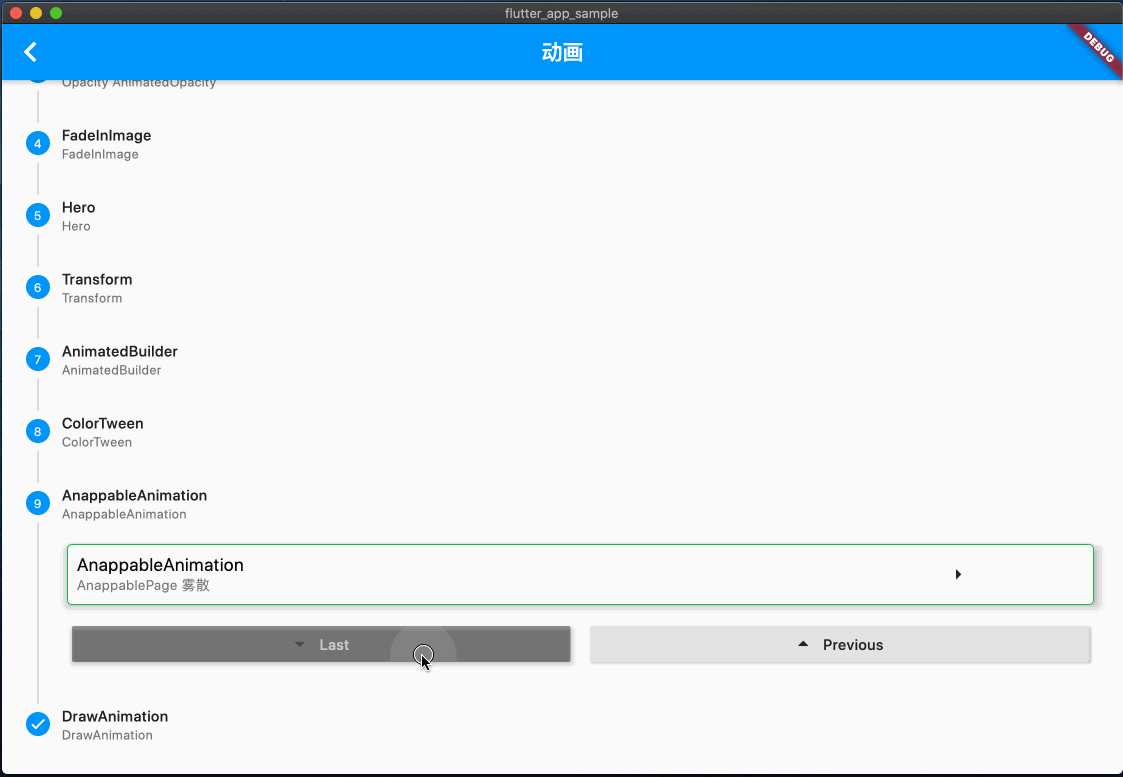 flutter_app_sample
动画
DEBUG
Opacity AnimatedOpacity
4
FadeInImage
FadeInImage
5
Hero
Hero
6
Transform
Transform
7
AnimatedBuilder
AnimatedBuilder
8
ColorTween
ColorTween
9
AnappableAnimation
AnappableAnimation
AnappableAnimation
AnappablePage 雾散
Last
Previous
DrawAnimation
DrawAnimation